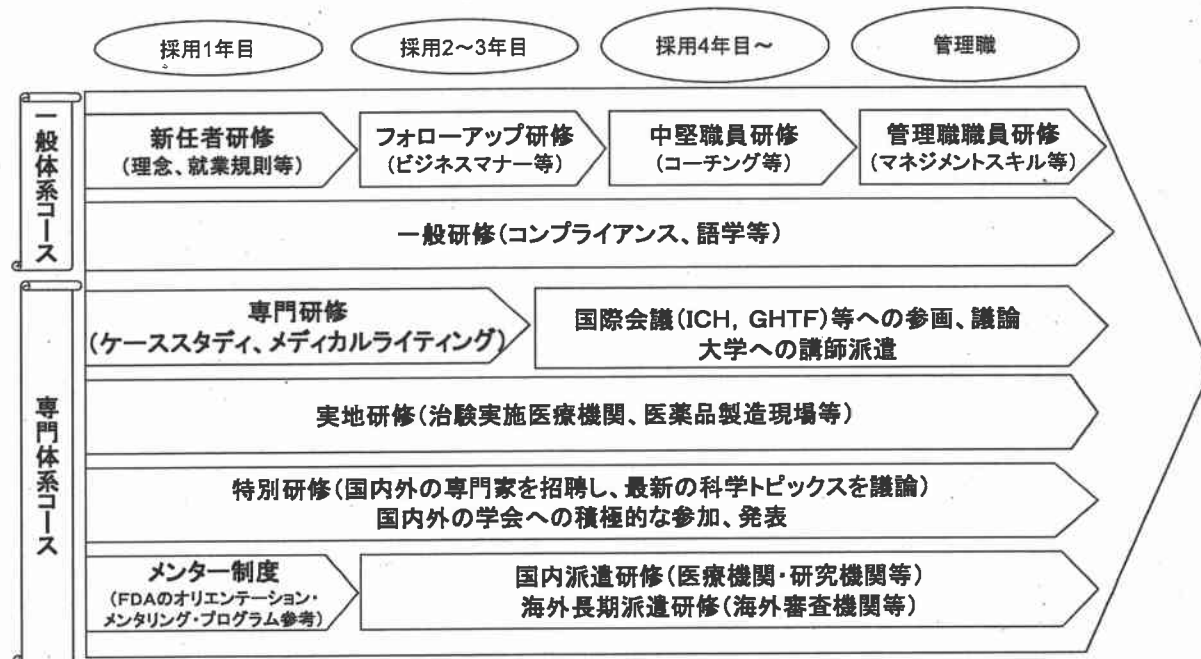 採用1年目
採用2～3年目
採用4年目～
管理職
一般体系コース
新任者研修
(理念、就業規則等)
フォローアップ研修
(ビジネスマナー等)
中堅職員研修
(コーチング等)
管理職職員研修
(マネジメントスキル等)
一般研修(コンプライアンス、語学等)
専門体系コース
専門研修
(ケーススタディ、メディカルライティング)
国際会議(ICH, GHTF)等への参画、議論
大学への講師派遣
実地研修(治験実施医療機関、医薬品製造現場等)
特別研修(国内外の専門家を招聘し、最新の科学トピックスを議論)
国内外の学会への積極的な参加、発表
メンター制度
(FDAのオリエンテーション・
メンタリング・プログラム参考)
国内派遣研修(医療機関・研究機関等)
海外長期派遣研修(海外審査機関等)